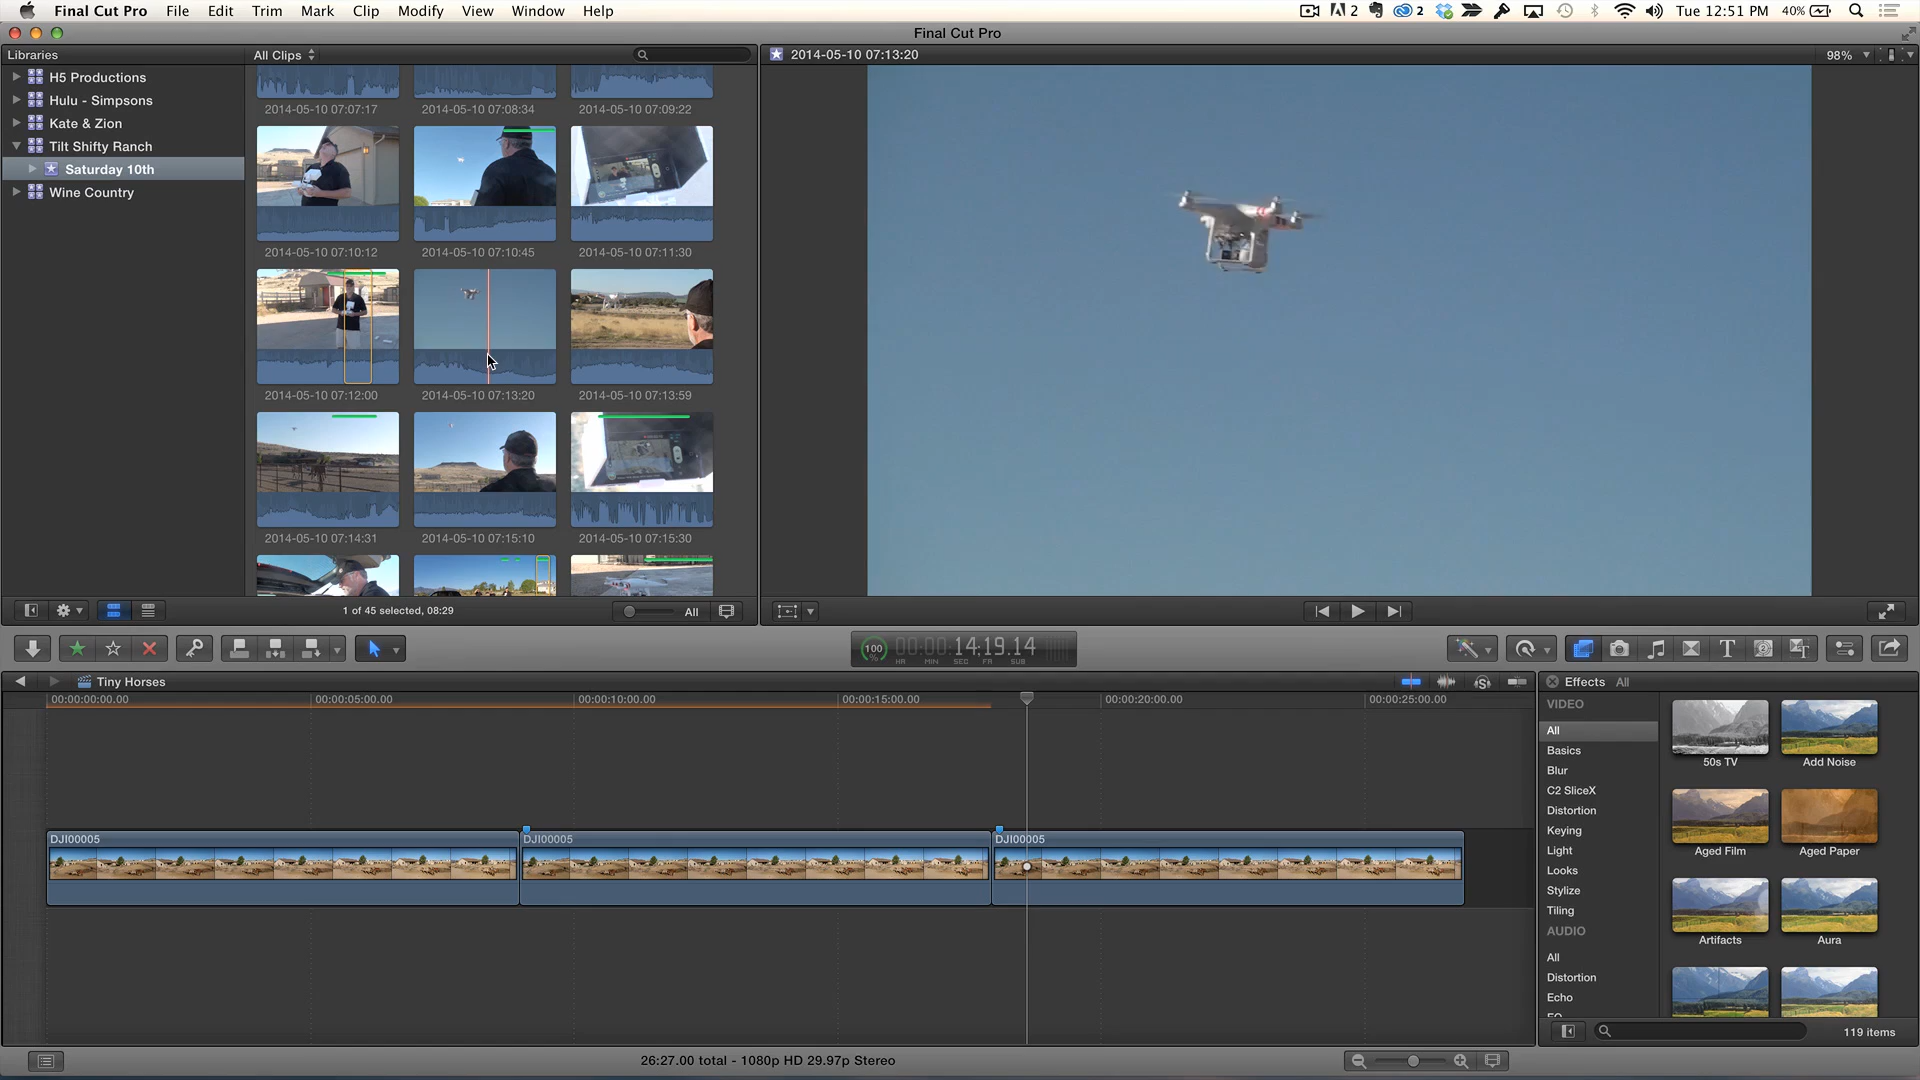 Final Cut Pro File Edit Trim Mark Clip Modify View Window Help 2 2 Tue 12:51 PM 40%
Final Cut Pro
Libraries
All Clips
2014-05-10 07:13:20
98%
H5 Productions
Hulu - Simpsons
Kate & Zion
Tilt Shifty Ranch
Saturday 10th
Wine Country
2014-05-10 07:07:17 2014-05-10 07:08:34 2014-05-10 07:09:22
2014-05-10 07:10:12 2014-05-10 07:10:45 2014-05-10 07:11:30
2014-05-10 07:12:00 2014-05-10 07:13:20 2014-05-10 07:13:59
2014-05-10 07:14:31 2014-05-10 07:15:10 2014-05-10 07:15:30
1 of 45 selected, 08:29
All
100 % 00:00:14:19.14
HR MIN SEC FR SUB
Tiny Horses
00:00:00:00.00 00:00:05:00.00 00:00:10:00.00 00:00:15:00.00 00:00:20:00.00 00:00:25:00.00
DJI00005 DJI00005 DJI00005
Effects All
VIDEO
All
Basics
Blur
C2 SliceX
Distortion
Keying
Light
Looks
Stylize
Tiling
AUDIO
All
Distortion
Echo
50s TV Add Noise
Aged Film Aged Paper
Artifacts Aura
119 items
26:27.00 total - 1080p HD 29.97p Stereo